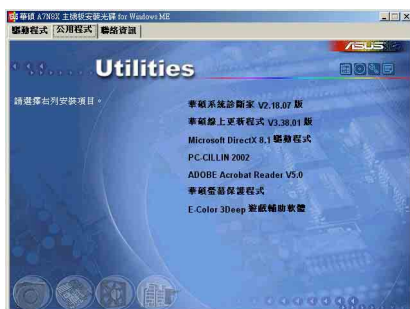 華碩 A7N8X 主機板安裝光碟 for Windows ME
驅動程式 公用程式 聯絡資訊
ASUS
Utilities
請選擇右列安裝項目。
華碩系統診斷家 V2.18.07 版
華碩線上更新程式 V3.38.01 版
Microsoft DirectX 8.1 驅動程式
PC-CILLIN 2002
ADOBE Acrobat Reader V5.0
華碩螢幕保護程式
E-Color 3Deep 遊戲輔助軟體